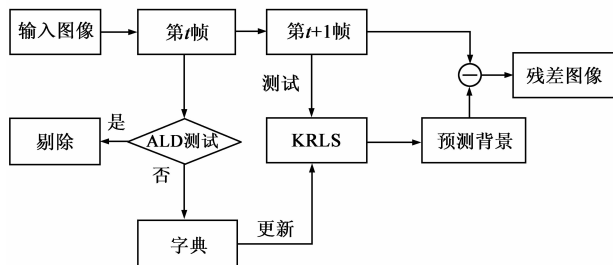 输入图像
第t帧
第t+1帧
残差图像
测试
剔除
是
ALD测试
KRLS
预测背景
否
字典
更新